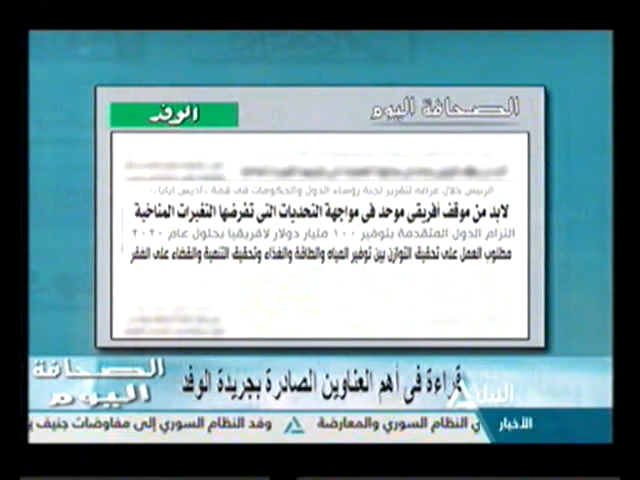 الصحافة اليوم
الوفد
الرئيس خلال عرضه لتقرير لجنة رؤساء الدول والحكومات فى قمة «أديس أبابا»:
لابد من موقف أفريقى موحد فى مواجهة التحديات التى تفرضها التغيرات المناخية
التزام الدول المتقدمة بتوفير ١٠٠ مليار دولار لافريقيا بحلول عام ٢٠٢٠
مطلوب العمل على تحقيق التوازن بين توفير المياه والطاقة والغذاء وتحقيق التنمية والقضاء على الفقر
الصحافة اليوم
قراءة فى أهم العناوين الصادرة بجريدة الوفد
النيل
الأخبار
ي النظام السوري والمعارضة
وفد النظام السوري إلى مفاوضات جنيف